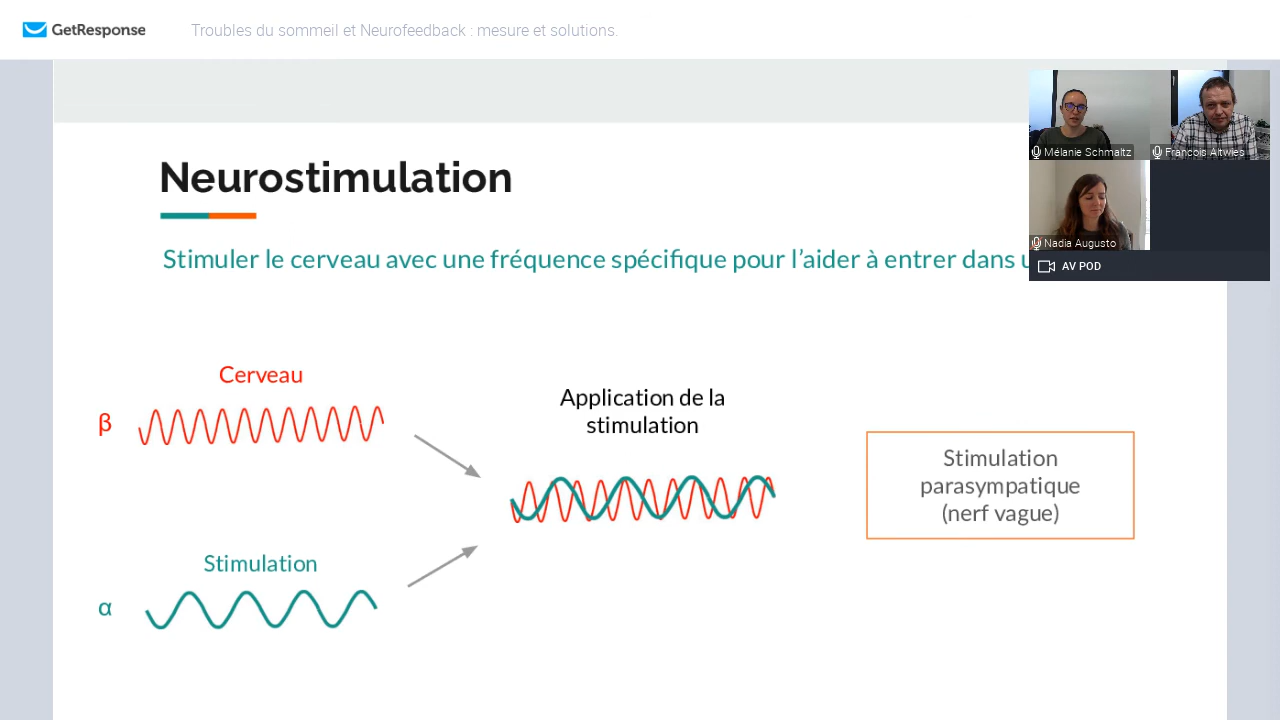 GetResponse
Troubles du sommeil et Neurofeedback : mesure et solutions.
Mélanie Schmaltz
François Altwies
Nadia Augusto
AV POD
Neurostimulation
Stimuler le cerveau avec une fréquence spécifique pour l’aider à entrer dans
Cerveau
β
Application de la
stimulation
Stimulation
parasympatique
(nerf vague)
Stimulation
α